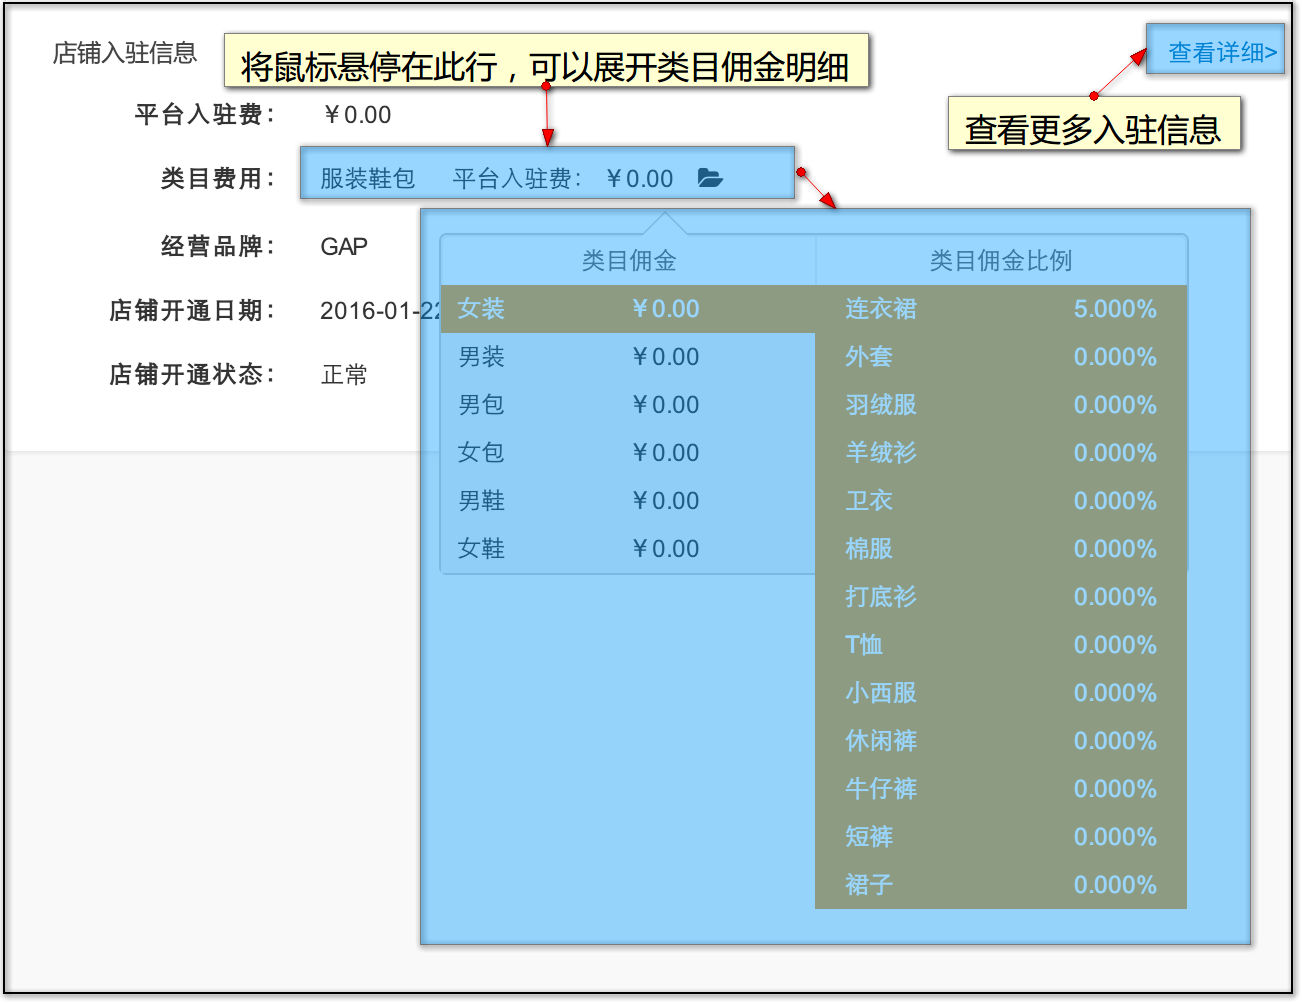 店铺入驻信息
将鼠标悬停在此行，可以展开类目佣金明细
查看详细>
平台入驻费： ￥0.00
查看更多入驻信息
类目费用： 服装鞋包 平台入驻费： ￥0.00
经营品牌： GAP
类目佣金 类目佣金比例
店铺开通日期： 2016-01-22
女装 ￥0.00 连衣裙 5.000%
男装 ￥0.00 外套 0.000%
店铺开通状态： 正常
男包 ￥0.00 羽绒服 0.000%
女包 ￥0.00 羊绒衫 0.000%
男鞋 ￥0.00 卫衣 0.000%
女鞋 ￥0.00 棉服 0.000%
打底衫 0.000%
T恤 0.000%
小西服 0.000%
休闲裤 0.000%
牛仔裤 0.000%
短裤 0.000%
裙子 0.000%